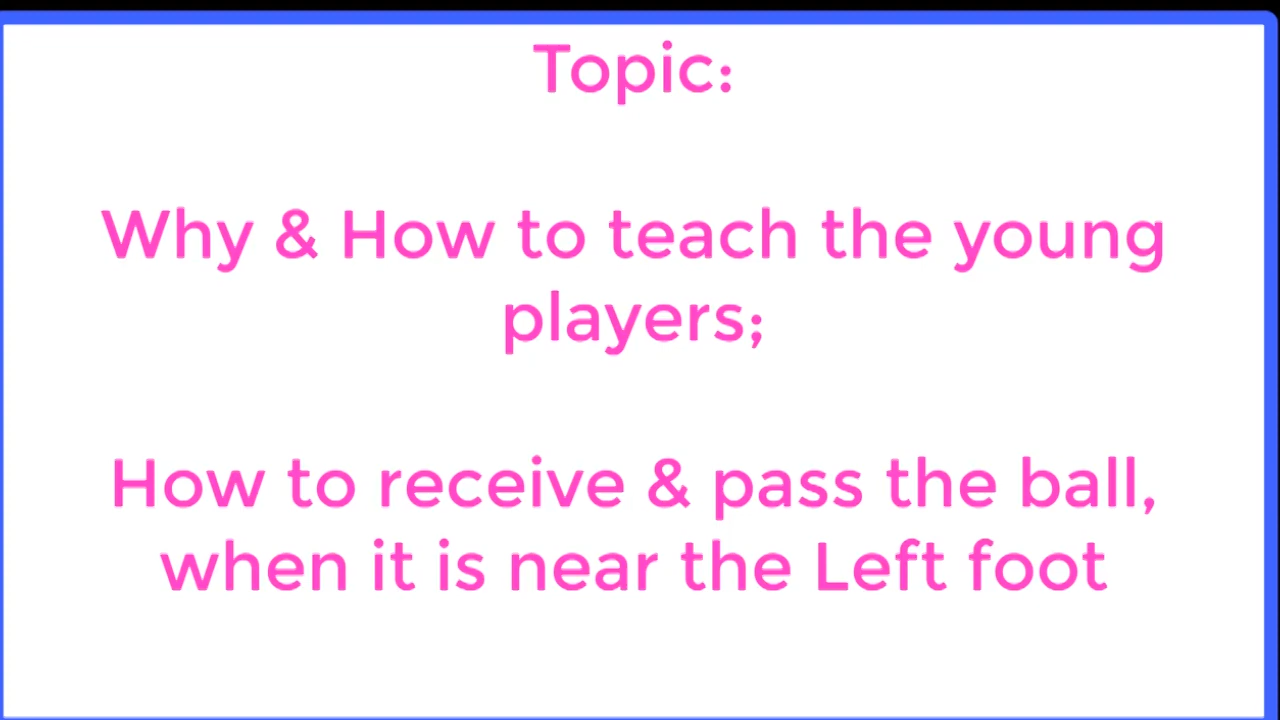 Topic:
Why & How to teach the young
players;
How to receive & pass the ball,
when it is near the Left foot